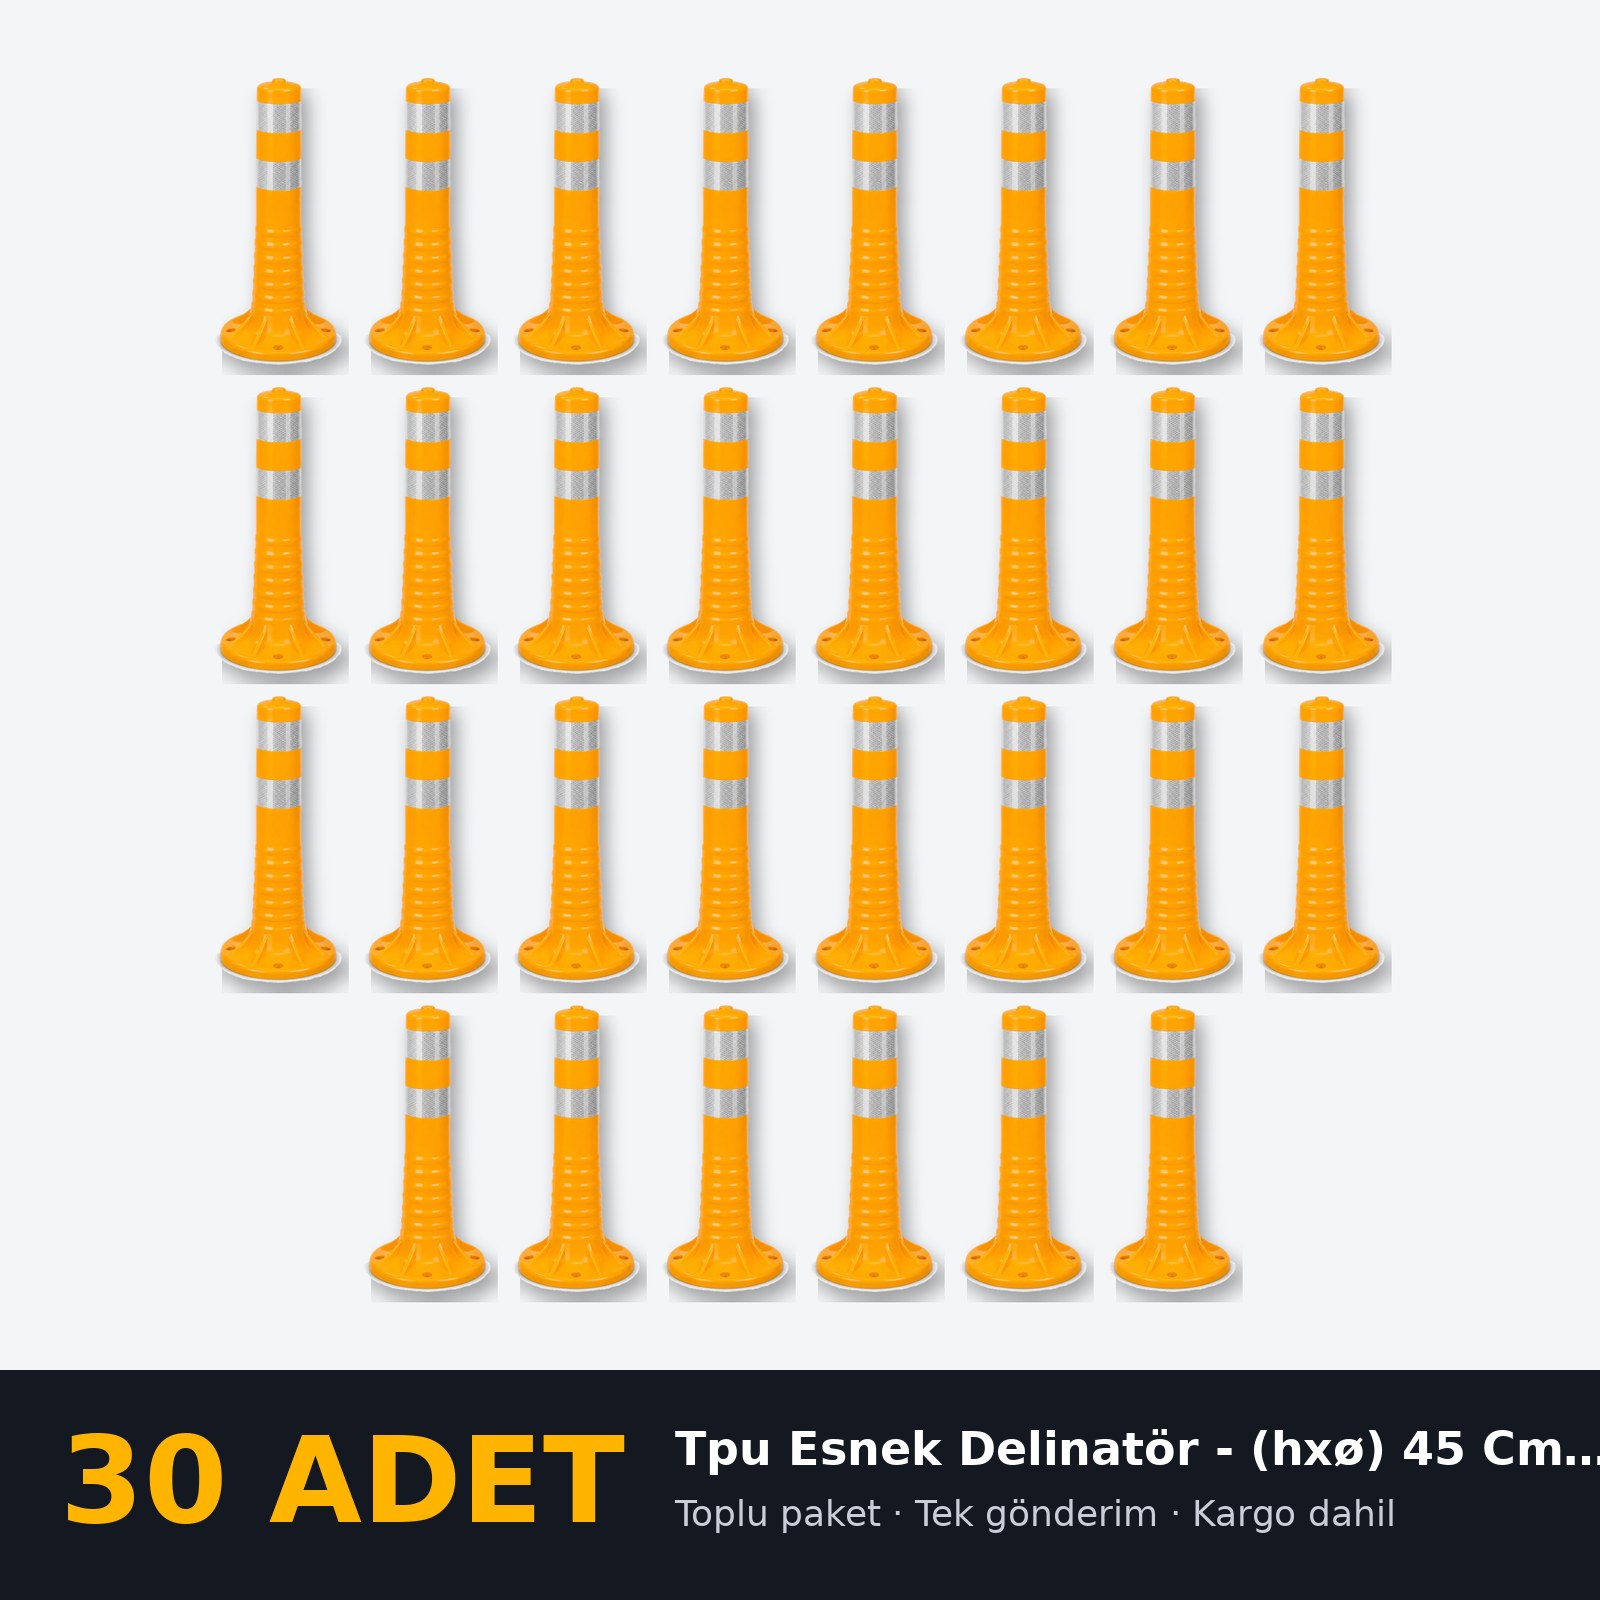 30 ADET
Tpu Esnek Delinatör - (hxø) 45 Cm...
Toplu paket · Tek gönderim · Kargo dahil